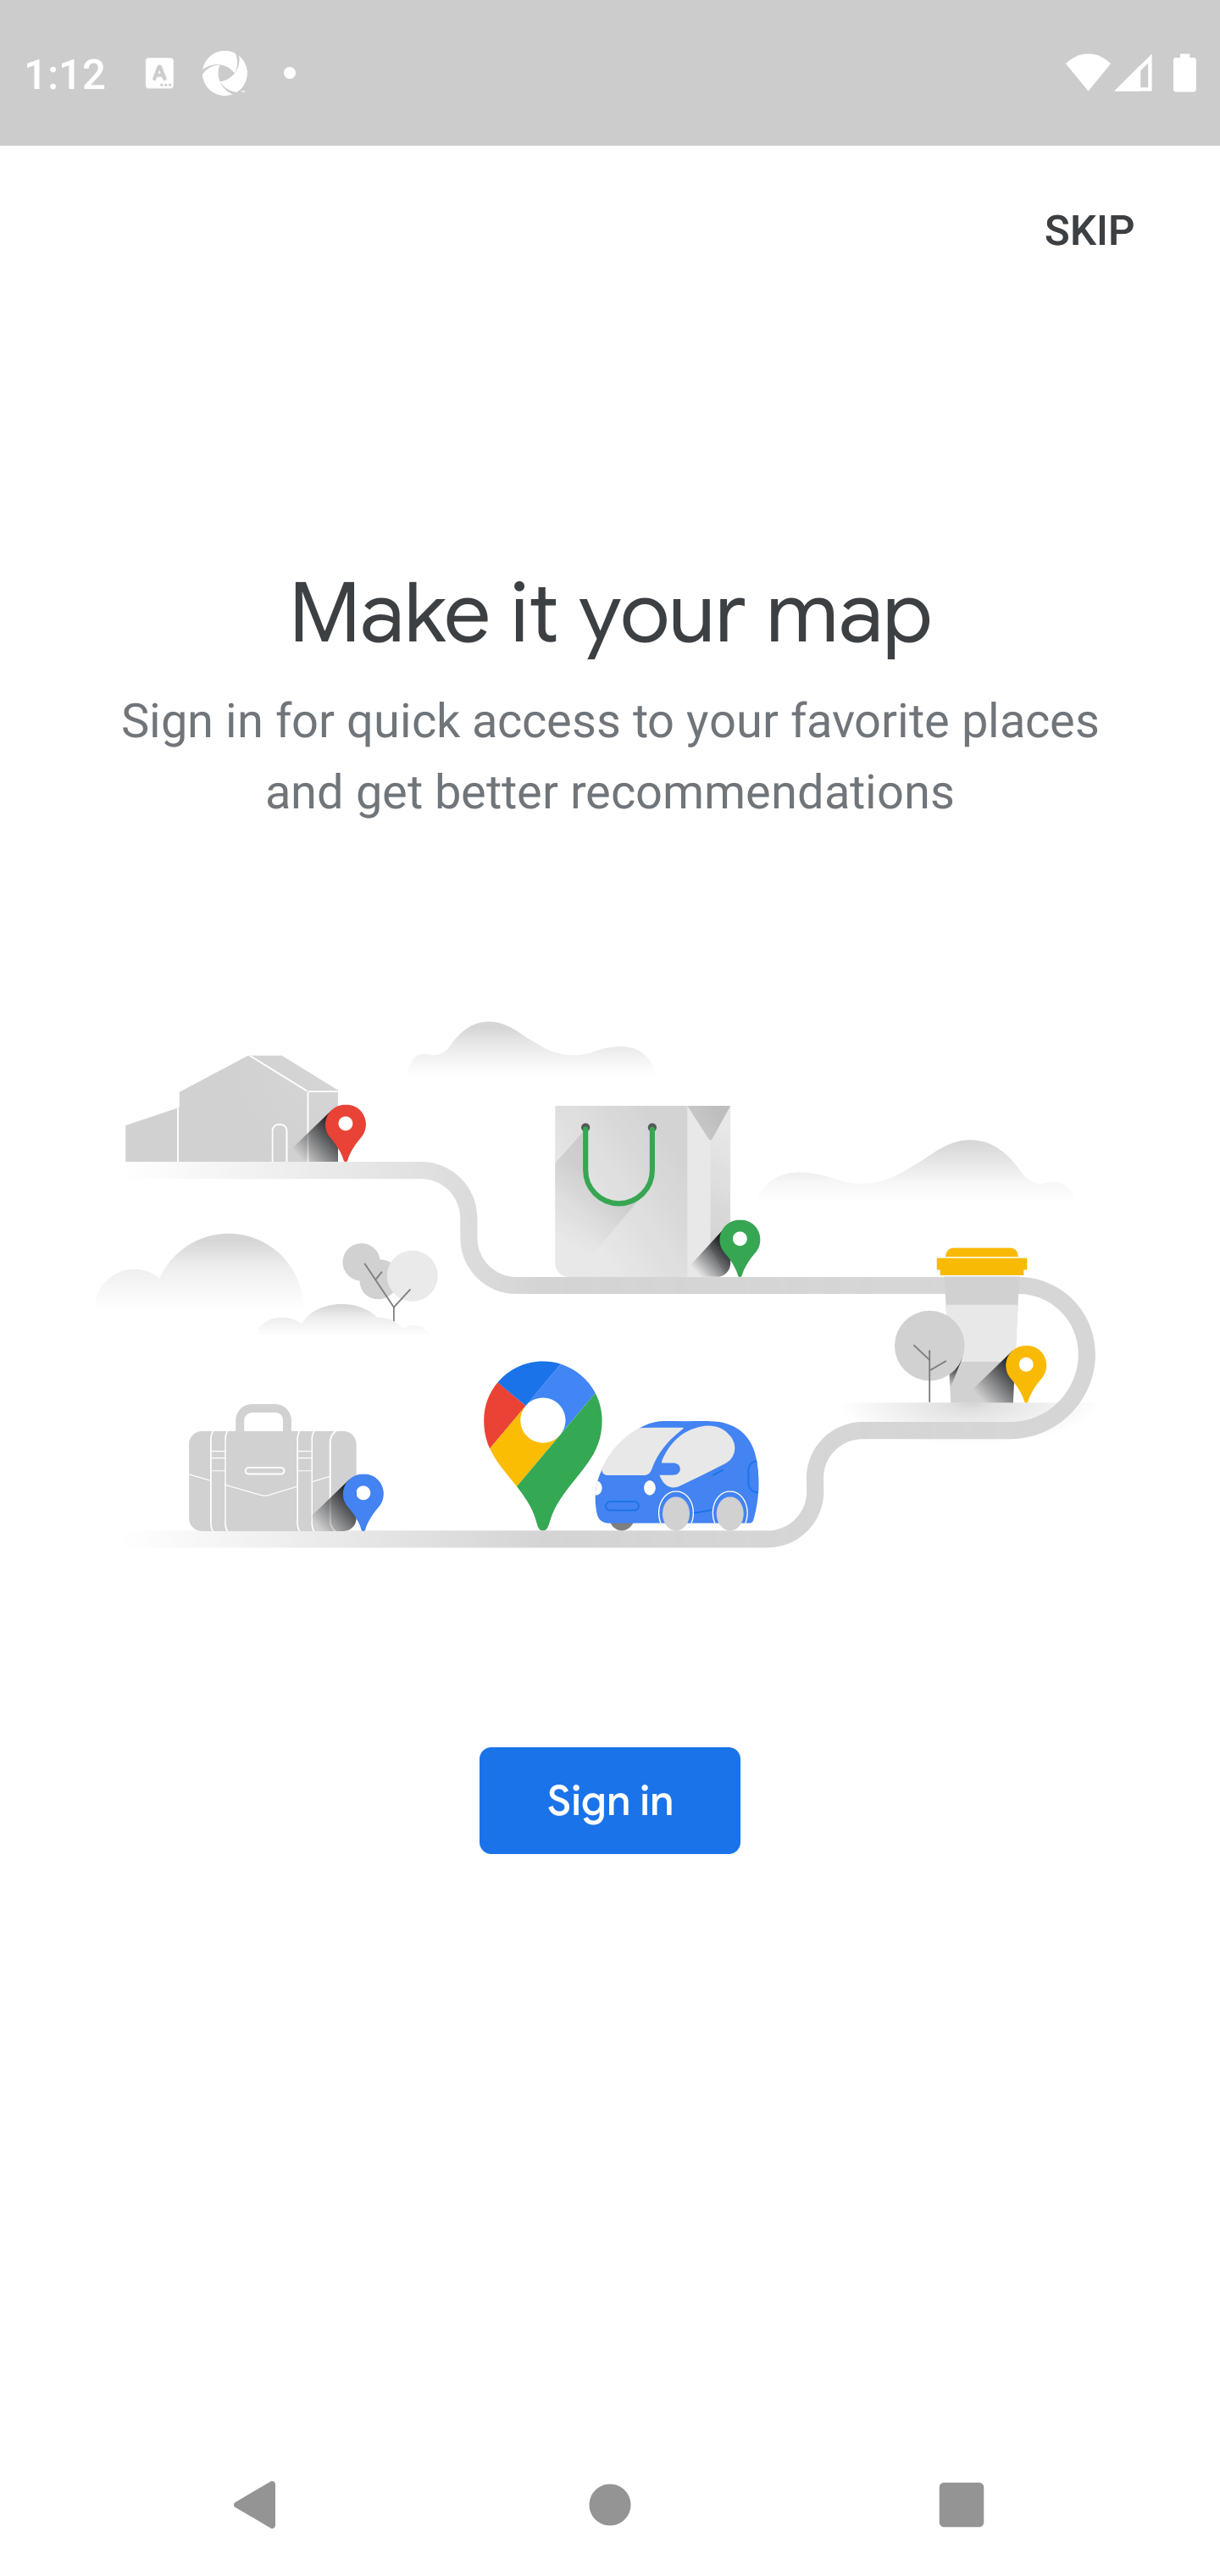 1:12
SKIP
Make it your map
Sign in for quick access to your favorite places
and get better recommendations
Sign in